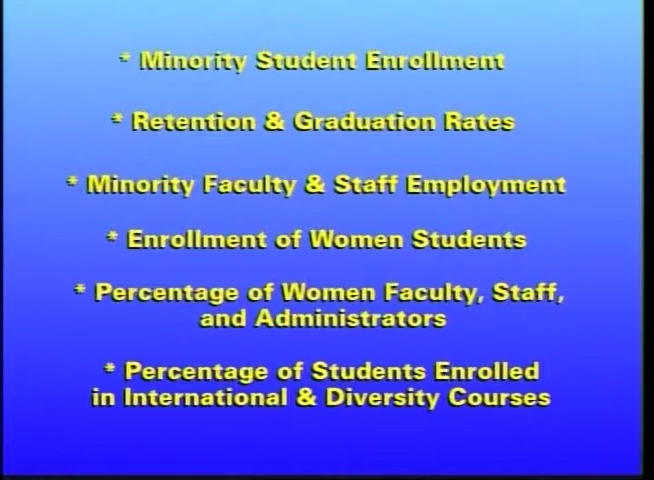 * Minority Student Enrollment
* Retention & Graduation Rates
* Minority Faculty & Staff Employment
* Enrollment of Women Students
* Percentage of Women Faculty, Staff,
and Administrators
* Percentage of Students Enrolled
in International & Diversity Courses